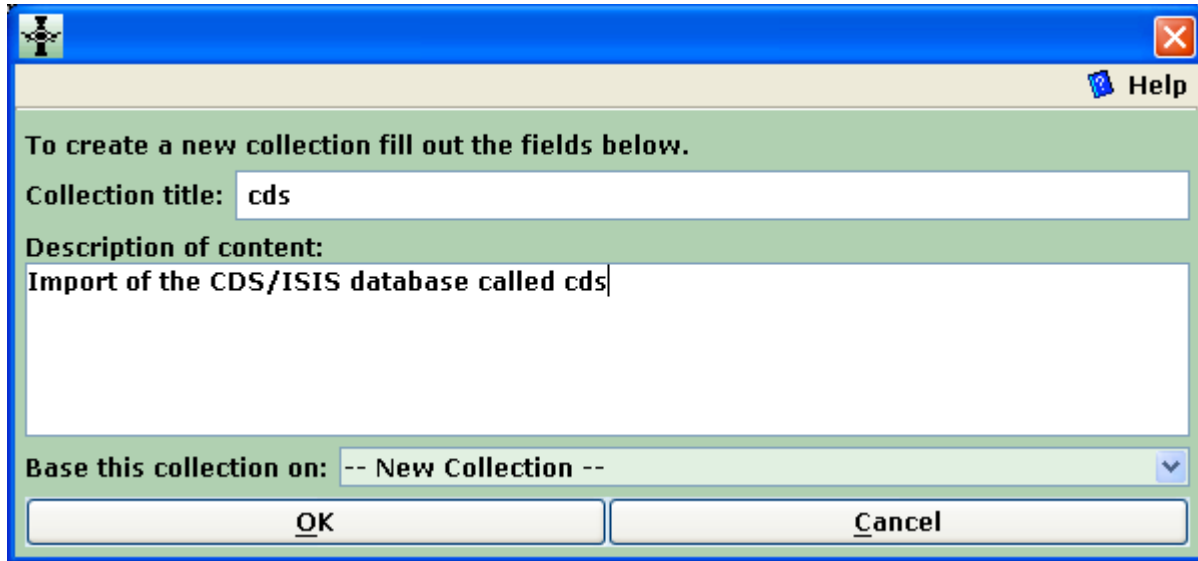 Help
To create a new collection fill out the fields below.
Collection title: cds
Description of content:
Import of the CDS/ISIS database called cds
Base this collection on: -- New Collection --
OK Cancel